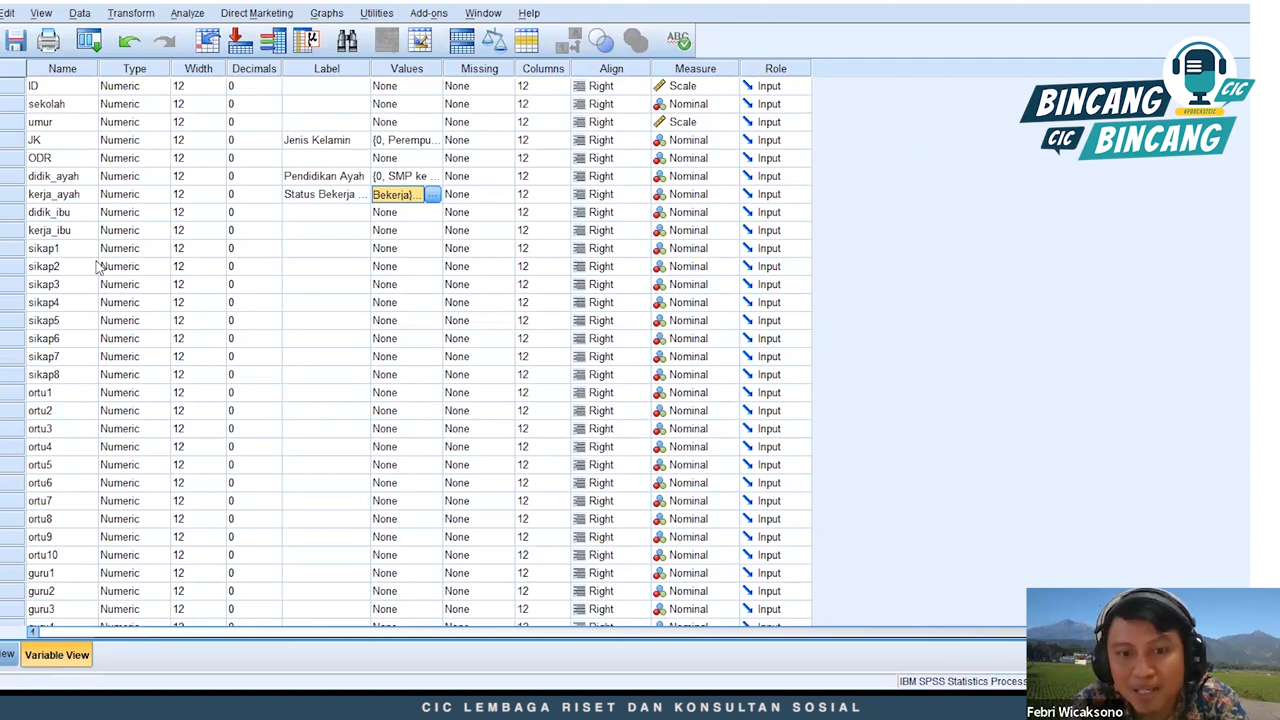 Edit View Data Transform Analyze Direct Marketing Graphs Utilities Add-ons Window Help
Name Type Width Decimals Label Values Missing Columns Align Measure Role
ID Numeric 12 0 None None 12 Right Scale Input
sekolah Numeric 12 0 None None 12 Right Nominal Input
umur Numeric 12 0 None None 12 Right Scale Input
JK Numeric 12 0 Jenis Kelamin {0, Perempu... None 12 Right Nominal Input
ODR Numeric 12 0 None None 12 Right Nominal Input
didik_ayah Numeric 12 0 Pendidikan Ayah {0, SMP ke ... None 12 Right Nominal Input
kerja_ayah Numeric 12 0 Status Bekerja ... Bekerja}... ... None 12 Right Nominal Input
didik_ibu Numeric 12 0 None None 12 Right Nominal Input
kerja_ibu Numeric 12 0 None None 12 Right Nominal Input
sikap1 Numeric 12 0 None None 12 Right Nominal Input
sikap2 Numeric 12 0 None None 12 Right Nominal Input
sikap3 Numeric 12 0 None None 12 Right Nominal Input
sikap4 Numeric 12 0 None None 12 Right Nominal Input
sikap5 Numeric 12 0 None None 12 Right Nominal Input
sikap6 Numeric 12 0 None None 12 Right Nominal Input
sikap7 Numeric 12 0 None None 12 Right Nominal Input
sikap8 Numeric 12 0 None None 12 Right Nominal Input
ortu1 Numeric 12 0 None None 12 Right Nominal Input
ortu2 Numeric 12 0 None None 12 Right Nominal Input
ortu3 Numeric 12 0 None None 12 Right Nominal Input
ortu4 Numeric 12 0 None None 12 Right Nominal Input
ortu5 Numeric 12 0 None None 12 Right Nominal Input
ortu6 Numeric 12 0 None None 12 Right Nominal Input
ortu7 Numeric 12 0 None None 12 Right Nominal Input
ortu8 Numeric 12 0 None None 12 Right Nominal Input
ortu9 Numeric 12 0 None None 12 Right Nominal Input
ortu10 Numeric 12 0 None None 12 Right Nominal Input
guru1 Numeric 12 0 None None 12 Right Nominal Input
guru2 Numeric 12 0 None None 12 Right Nominal Input
guru3 Numeric 12 0 None None 12 Right Nominal Input
Variable View
IBM SPSS Statistics Proces
BINCANG CIC
#PODCASTCIC
CIC BINCANG
Febri Wicaksono
CIC LEMBAGA RISET DAN KONSULTAN SOSIAL